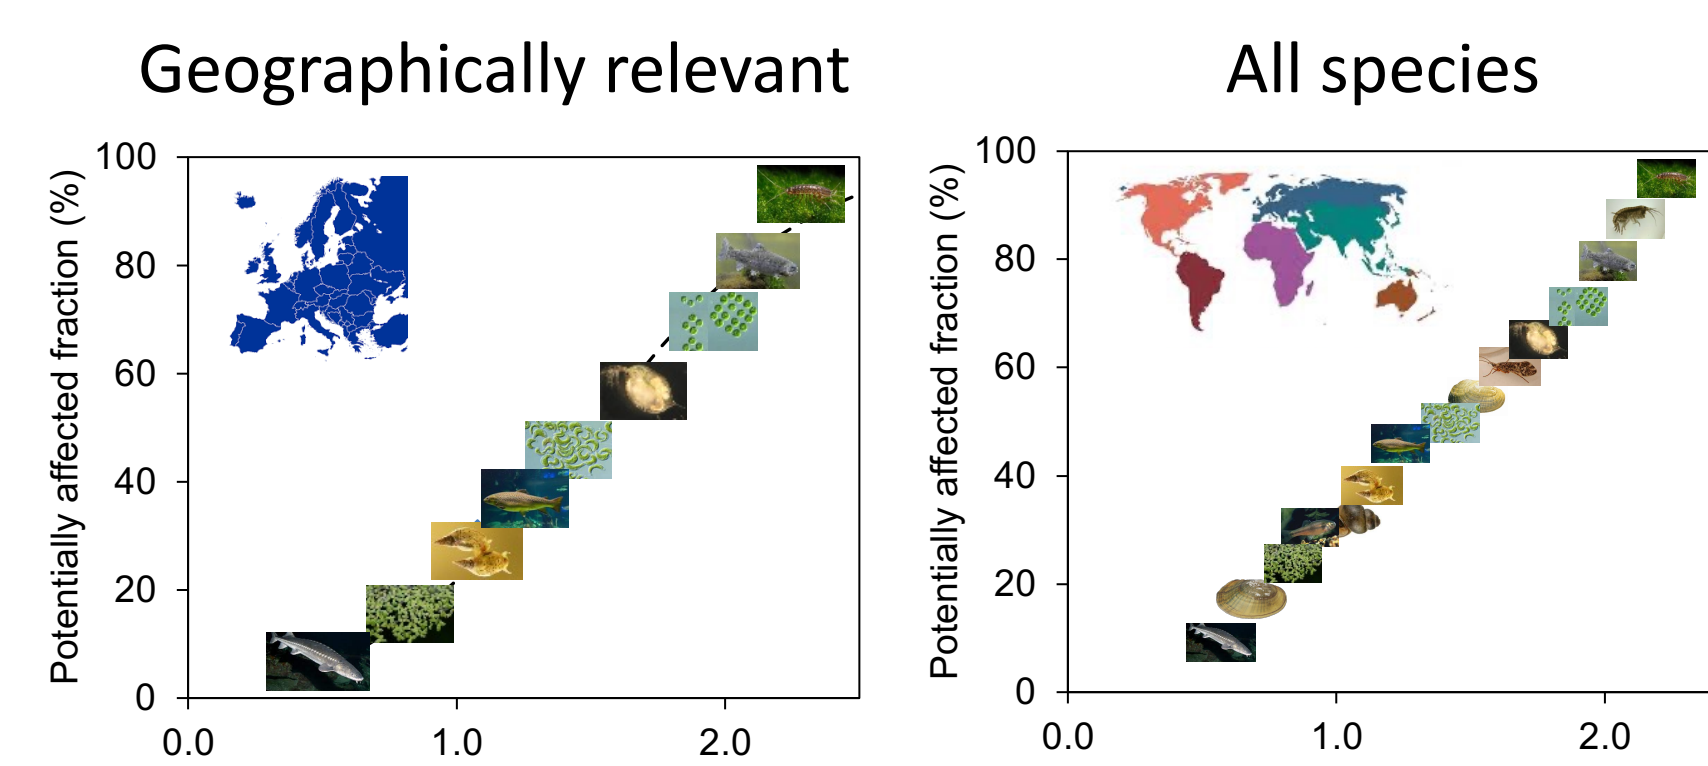 Geographically relevant
Potentially affected fraction (%)
100
80
60
40
20
0
0.0 1.0 2.0
All species
Potentially affected fraction (%)
100
80
60
40
20
0
0.0 1.0 2.0